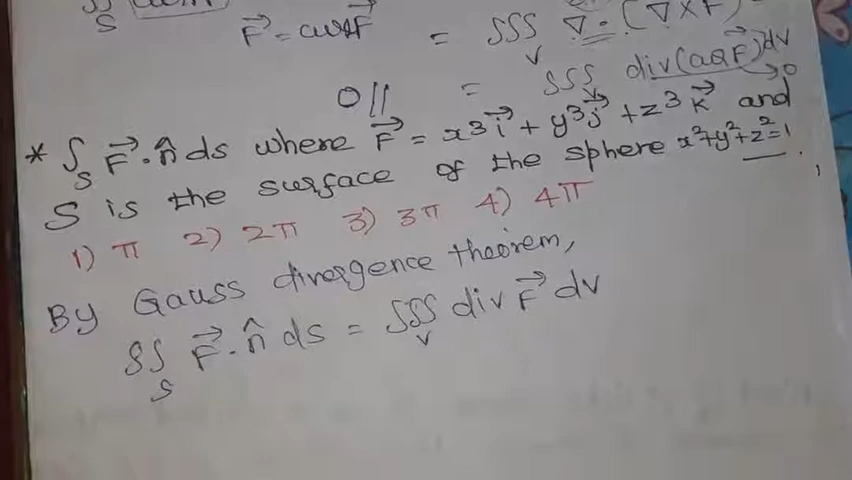 ∬
S
F⃗ = curl F⃗ = ∭ ∇·(∇×F)
V
0// = ∭ div(curl F⃗)dv
V → 0
* ∫ F⃗·n̂ ds where F⃗ = x³i⃗ + y³j⃗ + z³k⃗ and
S
S is the surface of the sphere x²+y²+z²=1.
1) π 2) 2π 3) 3π 4) 4π
By Gauss divergence theorem,
∬ F⃗·n̂ ds = ∭ div F⃗ dv
S V